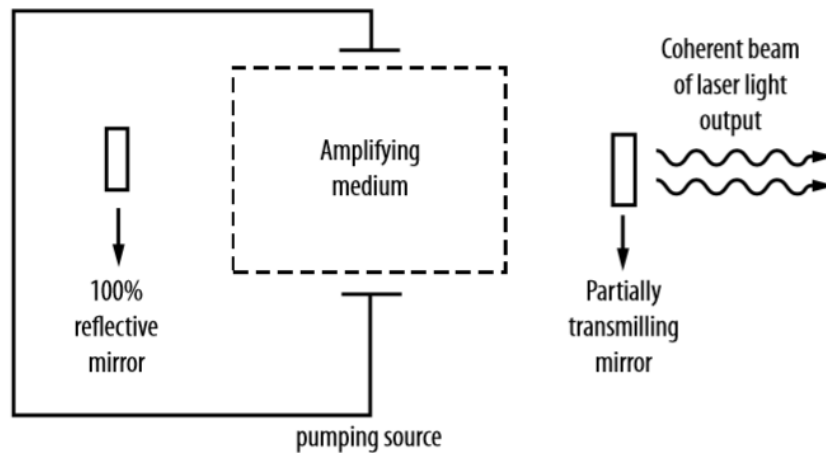 Coherent beam
of laser light
output
Amplifying
medium
100%
reflective
mirror
Partially
transmilling
mirror
pumping source